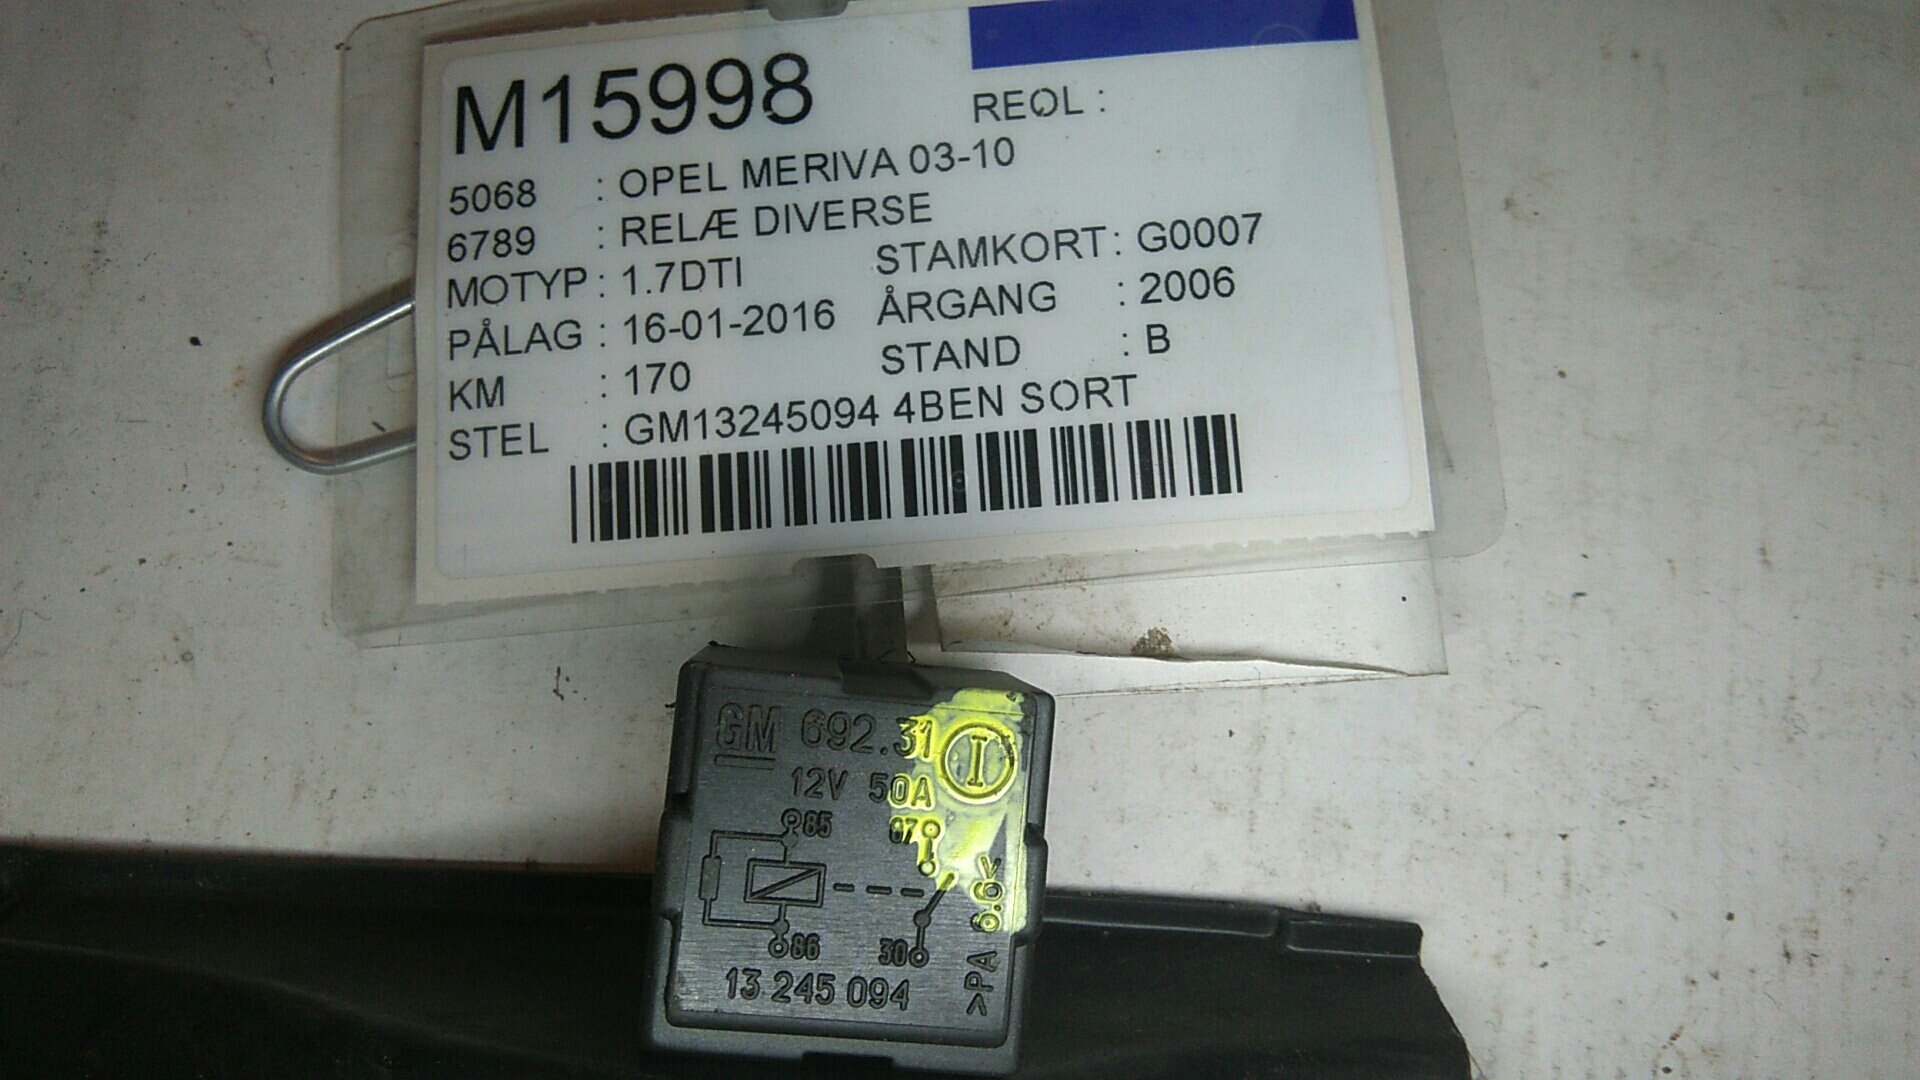 M15998
REOL :
5068 : OPEL MERIVA 03-10
6789 : RELÆ DIVERSE
MOTYP : 1.7DTI STAMKORT : G0007
PÅLAG : 16-01-2016 ÅRGANG : 2006
KM : 170 STAND : B
STEL : GM13245094 4BEN SORT
GM 692.31 I
12V 50A
85 87
86 30
>PA 6.6<
13 245 094